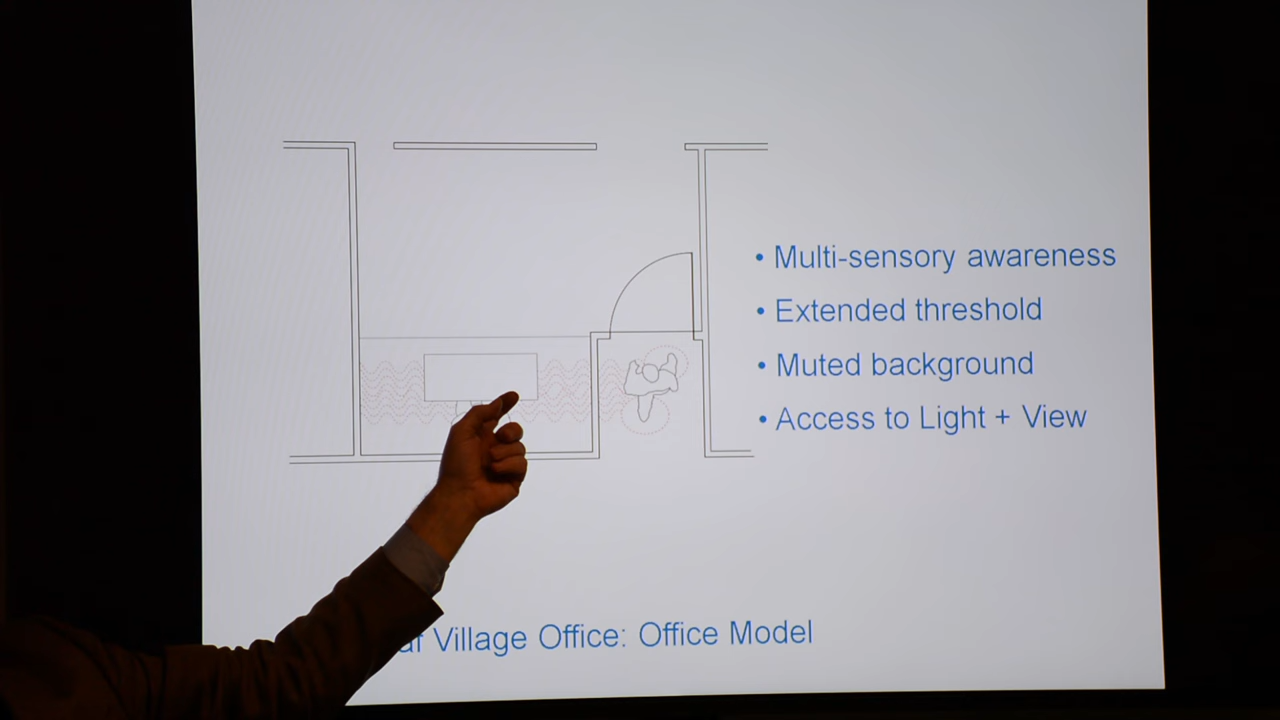 • Multi-sensory awareness
• Extended threshold
• Muted background
• Access to Light + View
Village Office: Office Model